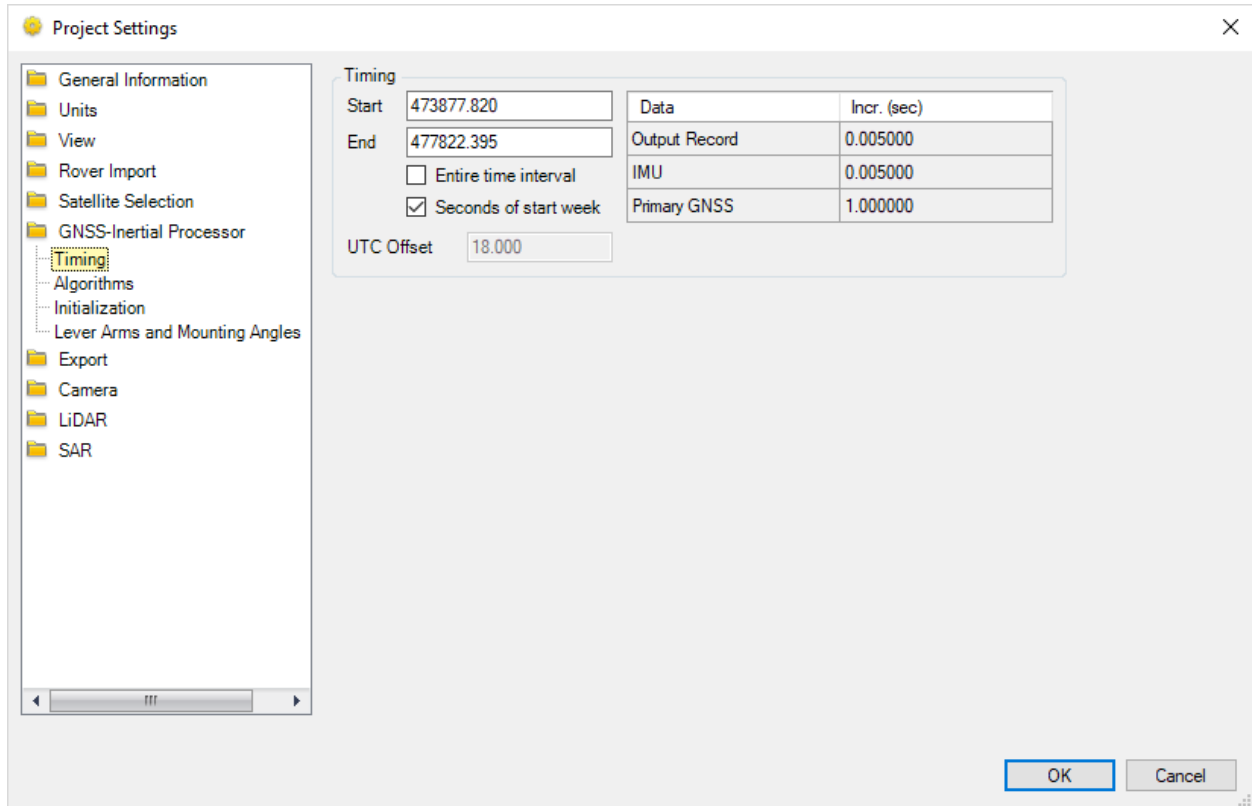 Project Settings
General Information
Units
View
Rover Import
Satellite Selection
GNSS-Inertial Processor
Timing
Algorithms
Initialization
Lever Arms and Mounting Angles
Export
Camera
LiDAR
SAR
Timing
Start 473877.820
End 477822.395
Entire time interval
Seconds of start week
UTC Offset 18.000
Data Incr. (sec)
Output Record 0.005000
IMU 0.005000
Primary GNSS 1.000000
OK Cancel